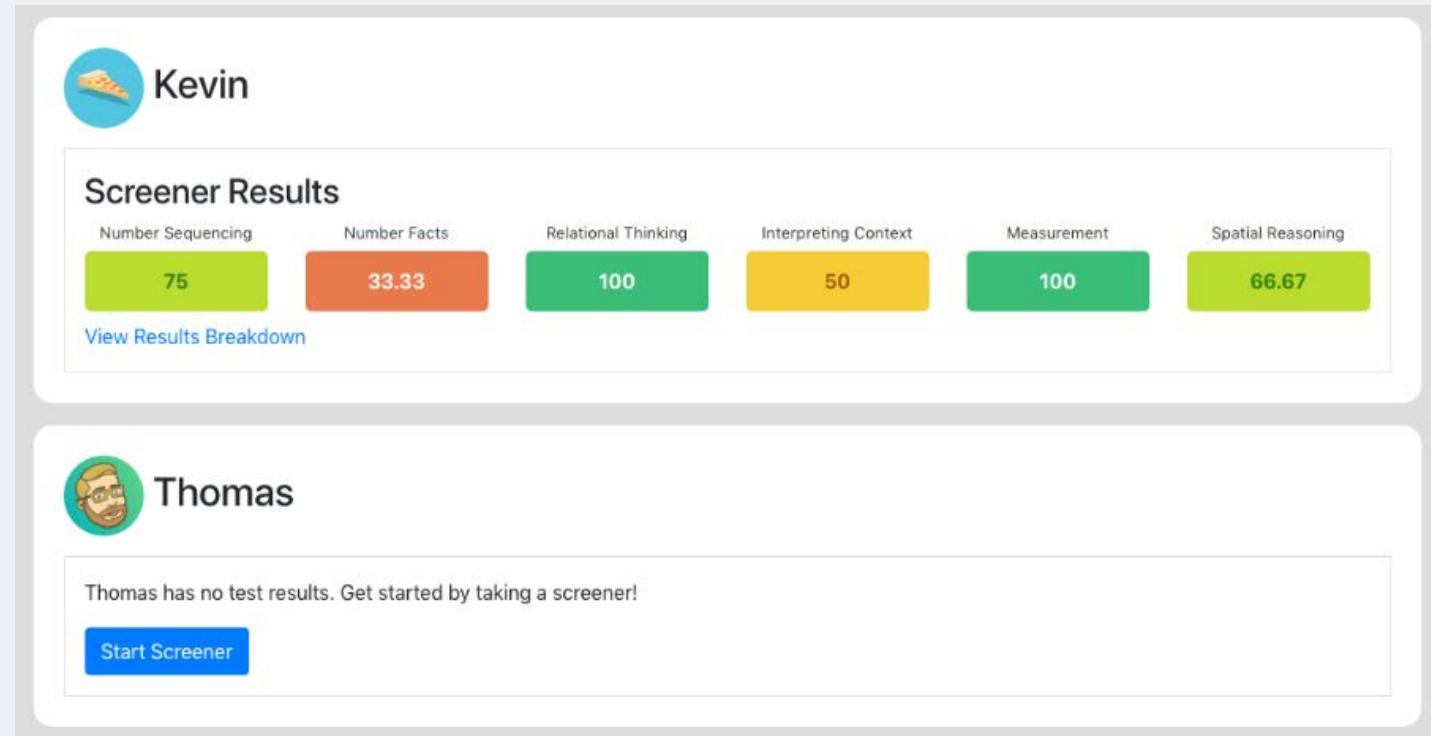 Kevin
Screener Results
Number Sequencing Number Facts Relational Thinking Interpreting Context Measurement Spatial Reasoning
75 33.33 100 50 100 66.67
View Results Breakdown
Thomas
Thomas has no test results. Get started by taking a screener!
Start Screener